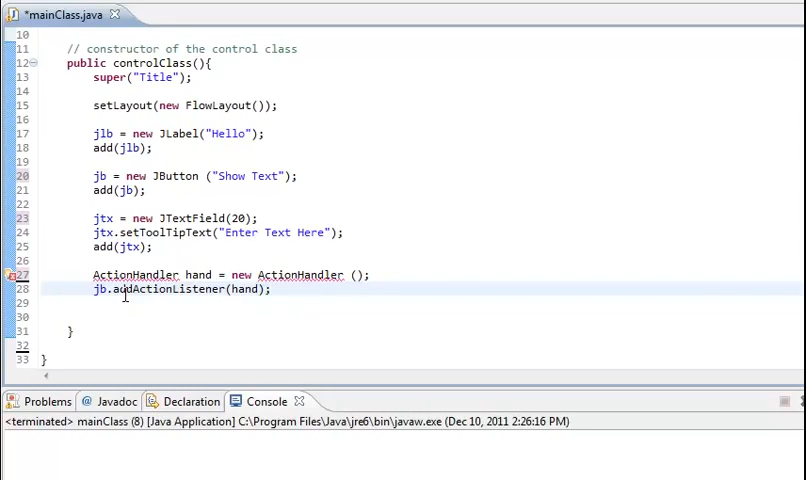 *mainClass.java
10
11 // constructor of the control class
12 public controlClass(){
13 super("Title");
14
15 setLayout(new FlowLayout());
16
17 jlb = new JLabel("Hello");
18 add(jlb);
19
20 jb = new JButton ("Show Text");
21 add(jb);
22
23 jtx = new JTextField(20);
24 jtx.setToolTipText("Enter Text Here");
25 add(jtx);
26
27 ActionHandler hand = new ActionHandler ();
28 jb.addActionListener(hand);
29
30
31 }
32
33 }
Problems @ Javadoc Declaration Console
<terminated> mainClass (8) [Java Application] C:\Program Files\Java\jre6\bin\javaw.exe (Dec 10, 2011 2:26:16 PM)